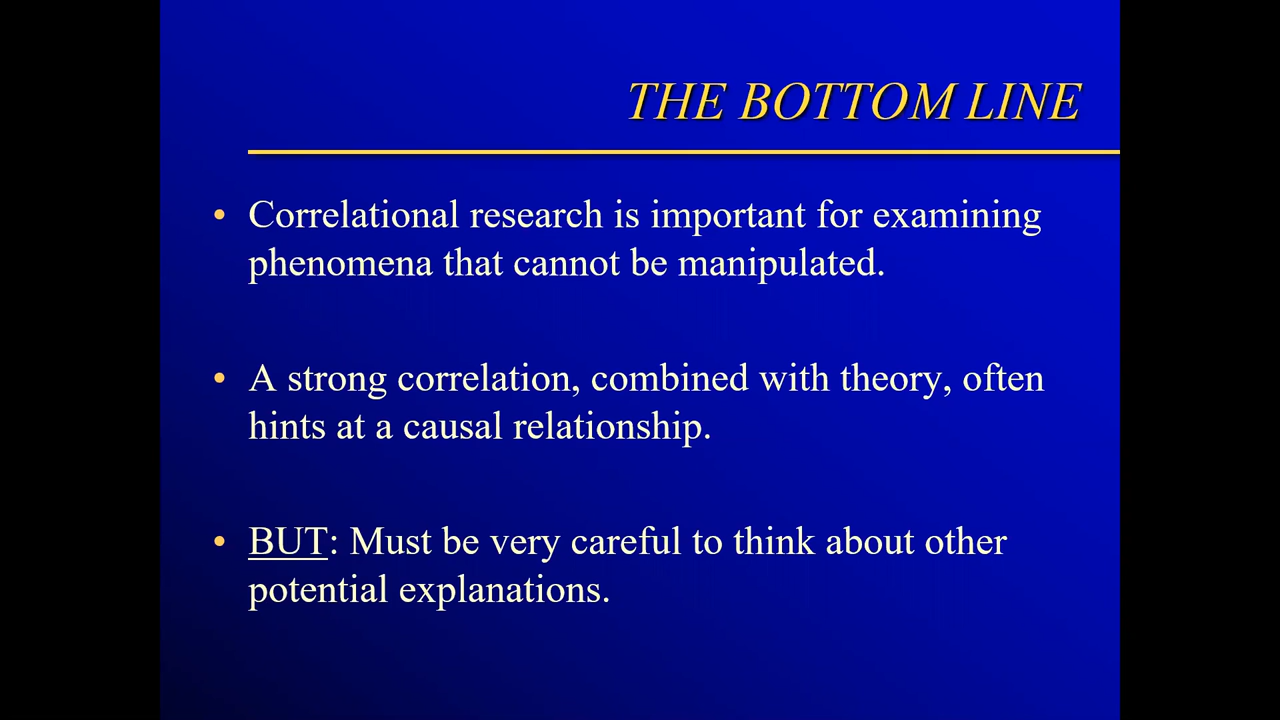 THE BOTTOM LINE
• Correlational research is important for examining
phenomena that cannot be manipulated.
• A strong correlation, combined with theory, often
hints at a causal relationship.
• BUT: Must be very careful to think about other
potential explanations.